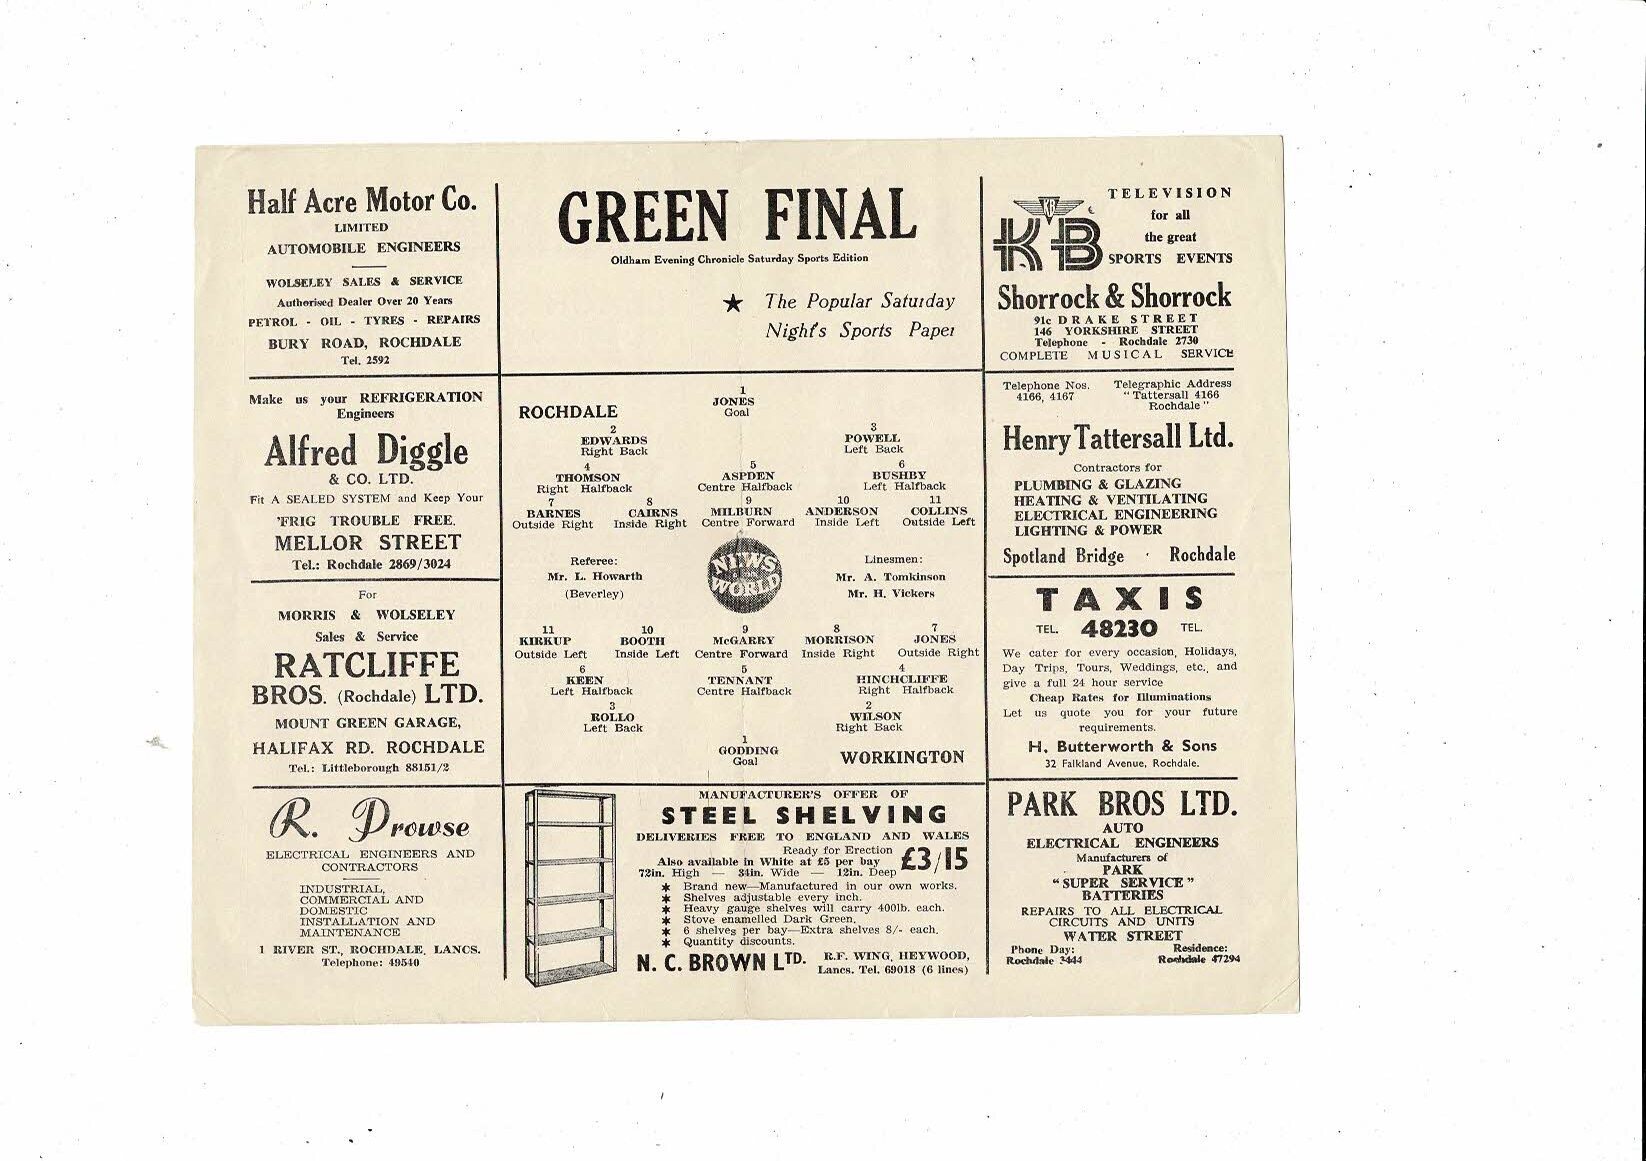 Half Acre Motor Co.
LIMITED
AUTOMOBILE ENGINEERS
WOLSELEY SALES & SERVICE
Authorised Dealer Over 20 Years
PETROL - OIL - TYRES - REPAIRS
BURY ROAD, ROCHDALE
Tel. 2592
Make us your REFRIGERATION
Engineers
Alfred Diggle
& CO. LTD.
Fit A SEALED SYSTEM and Keep Your
'FRIG TROUBLE FREE.
MELLOR STREET
Tel.: Rochdale 2869/3024
For
MORRIS & WOLSELEY
Sales & Service
RATCLIFFE
BROS. (Rochdale) LTD.
MOUNT GREEN GARAGE,
HALIFAX RD. ROCHDALE
Tel.: Littleborough 88151/2
R. Prowse
ELECTRICAL ENGINEERS AND
CONTRACTORS
INDUSTRIAL,
COMMERCIAL AND
DOMESTIC
INSTALLATION AND
MAINTENANCE
1 RIVER ST., ROCHDALE, LANCS.
Telephone: 49540
GREEN FINAL
Oldham Evening Chronicle Saturday Sports Edition
★ The Popular Saturday
Night's Sports Paper
1
JONES
Goal
ROCHDALE
2 3
EDWARDS POWELL
Right Back Left Back
4 5 6
THOMSON ASPDEN BUSHBY
Right Halfback Centre Halfback Left Halfback
7 8 9 10 11
BARNES CAIRNS MILBURN ANDERSON COLLINS
Outside Right Inside Right Centre Forward Inside Left Outside Left
Referee: Linesmen:
Mr. L. Howarth Mr. A. Tomkinson
(Beverley) Mr. H. Vickers
NEWS
WORLD
11 10 9 8 7
KIRKUP BOOTH McGARRY MORRISON JONES
Outside Left Inside Left Centre Forward Inside Right Outside Right
6 5 4
KEEN TENNANT HINCHCLIFFE
Left Halfback Centre Halfback Right Halfback
3 2
ROLLO WILSON
Left Back Right Back
1
GODDING
Goal
WORKINGTON
MANUFACTURER'S OFFER OF
STEEL SHELVING
DELIVERIES FREE TO ENGLAND AND WALES
Ready for Erection
Also available in White at £5 per bay £3/15
72in. High — 34in. Wide — 12in. Deep
* Brand new—Manufactured in our own works.
* Shelves adjustable every inch.
* Heavy gauge shelves will carry 400lb. each.
* Stove enamelled Dark Green.
* 6 shelves per bay—Extra shelves 8/- each.
* Quantity discounts.
N. C. BROWN LTD. R.F. WING, HEYWOOD,
Lancs. Tel. 69018 (6 lines)
KB
KB
TELEVISION
for all
the great
SPORTS EVENTS
Shorrock & Shorrock
91c DRAKE STREET
146 YORKSHIRE STREET
Telephone - Rochdale 2730
COMPLETE MUSICAL SERVICE
Telephone Nos. Telegraphic Address
4166, 4167 "Tattersall 4166
Rochdale"
Henry Tattersall Ltd.
Contractors for
PLUMBING & GLAZING
HEATING & VENTILATING
ELECTRICAL ENGINEERING
LIGHTING & POWER
Spotland Bridge · Rochdale
TAXIS
TEL. 48230 TEL.
We cater for every occasion, Holidays,
Day Trips, Tours, Weddings, etc., and
give a full 24 hour service
Cheap Rates for Illuminations
Let us quote you for your future
requirements.
H. Butterworth & Sons
32 Falkland Avenue, Rochdale.
PARK BROS LTD.
AUTO
ELECTRICAL ENGINEERS
Manufacturers of
PARK
"SUPER SERVICE"
BATTERIES
REPAIRS TO ALL ELECTRICAL
CIRCUITS AND UNITS
WATER STREET
Phone Day: Residence:
Rochdale 3444 Rochdale 47294